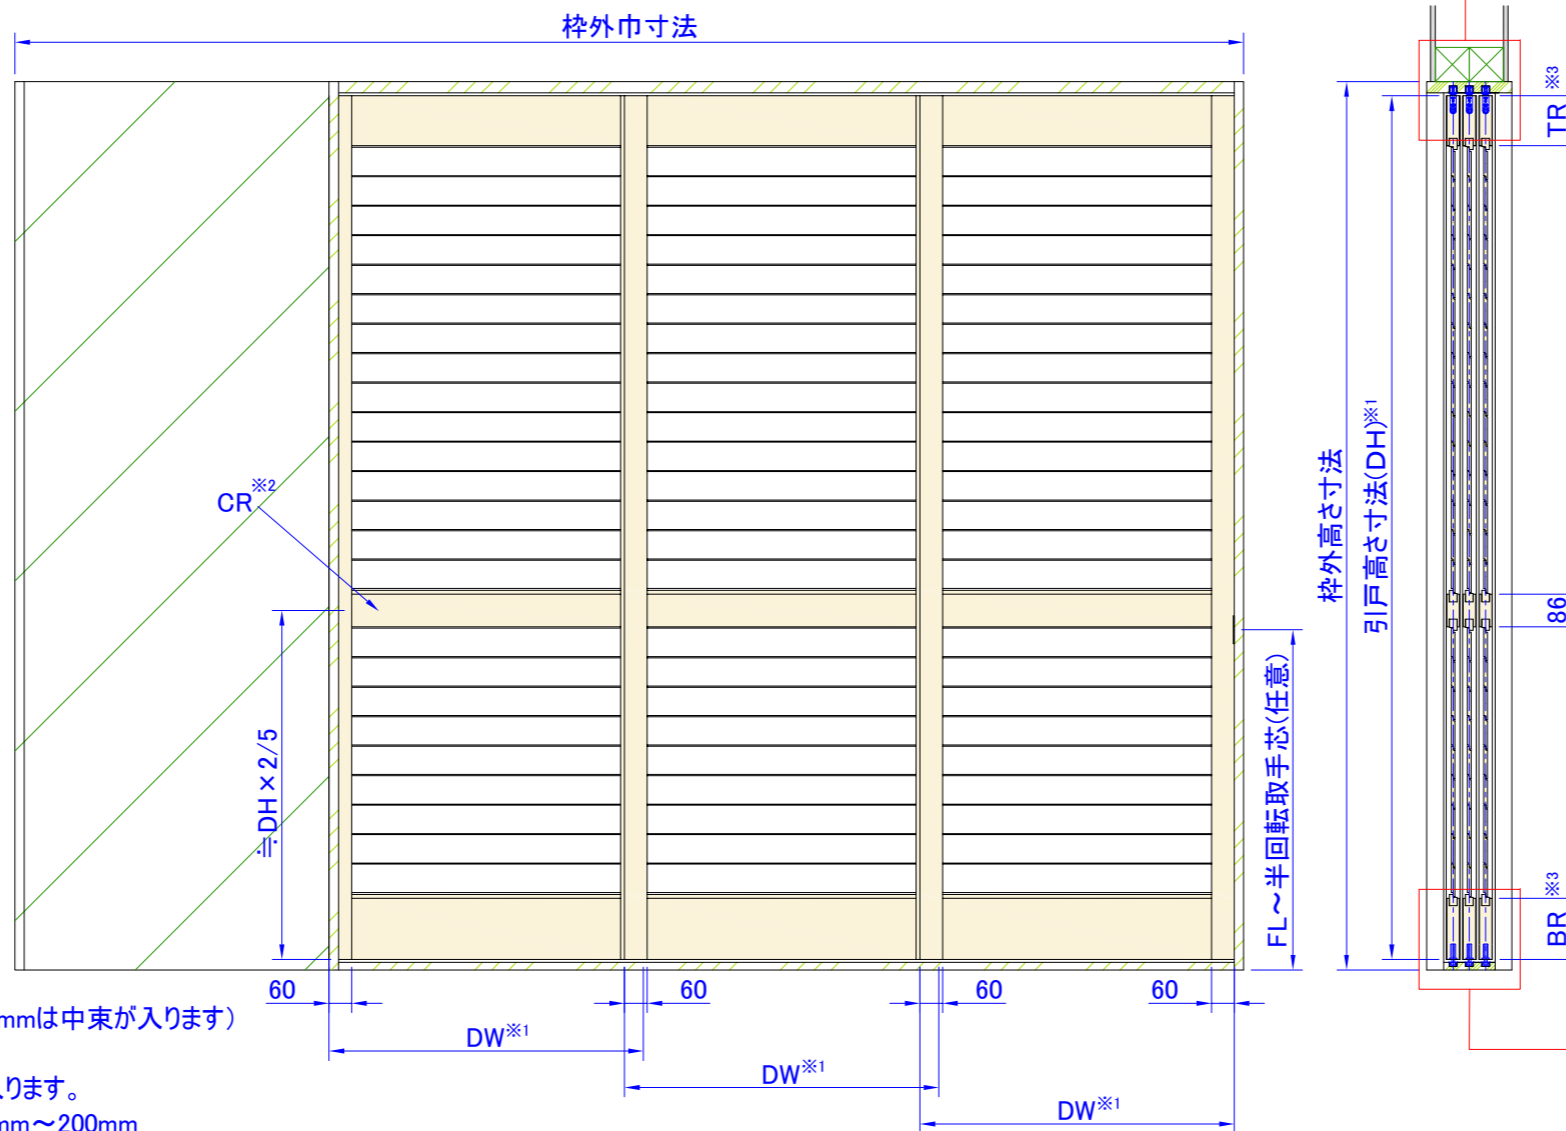 枠外巾寸法
TR※3
CR※2
枠外高さ寸法
引戸高さ寸法(DH)※1
86
≒DH×2/5
FL～半回転取手芯(任意)
BR※3
60
60
60
60
mmは中束が入ります)
DW※1
DW※1
DW※1
ります。
mm～200mm